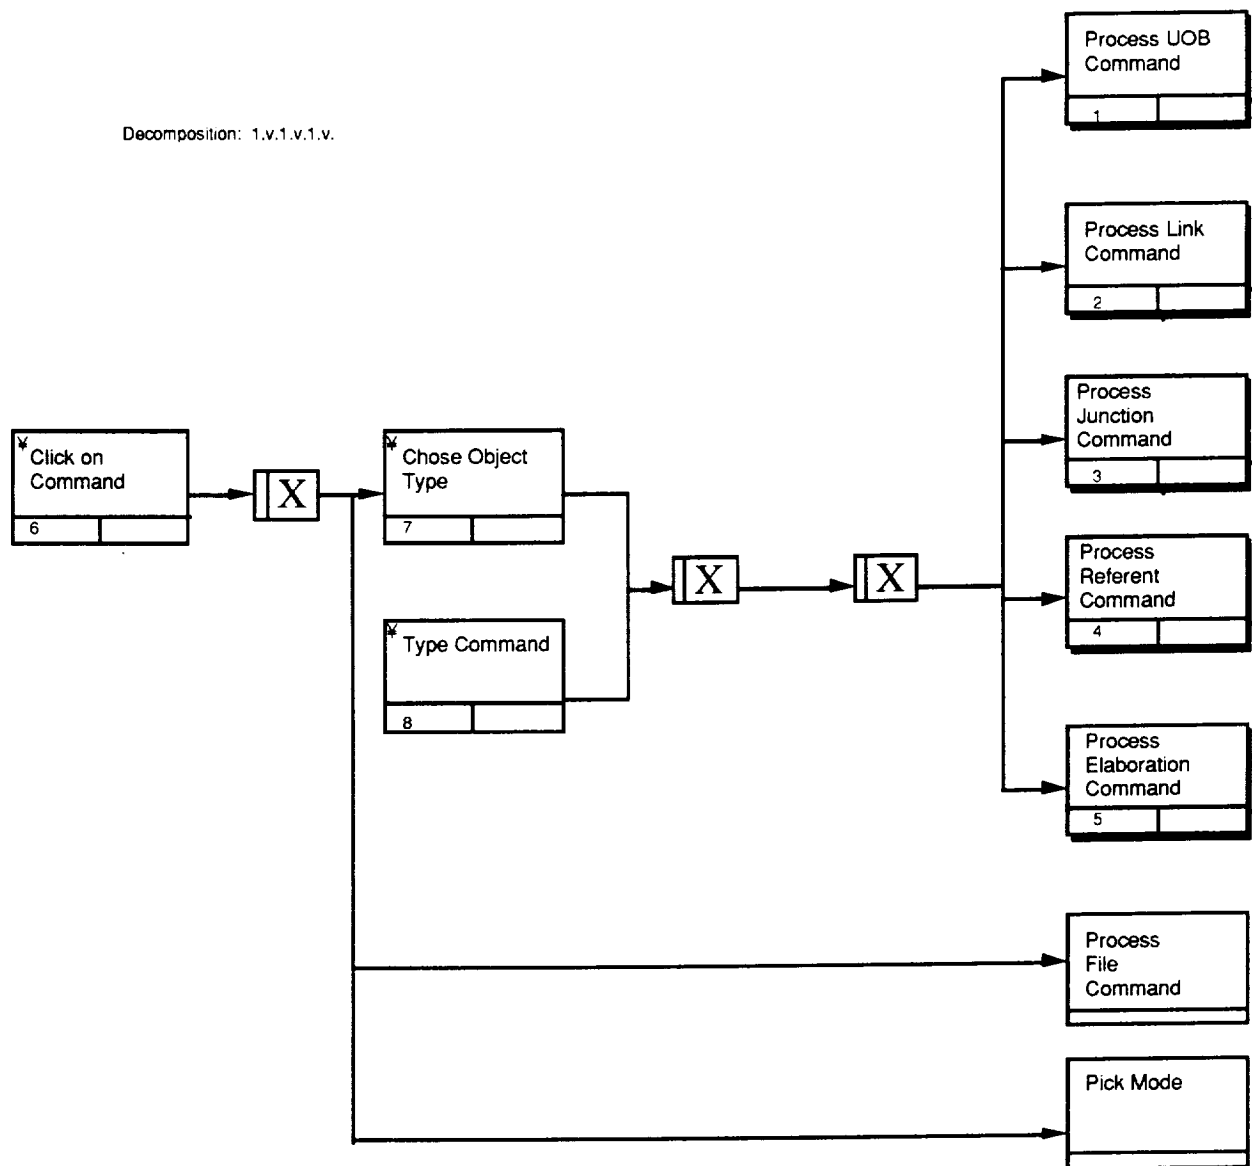 Process UOB
Command
1
Decomposition: 1.v.1.v.1.v.
Process Link
Command
2
Process
Junction
Command
3
¥
Click on
Command
6
X
¥
Chose Object
Type
7
Process
Referent
Command
4
X
X
¥
Type Command
8
Process
Elaboration
Command
5
Process
File
Command
Pick Mode